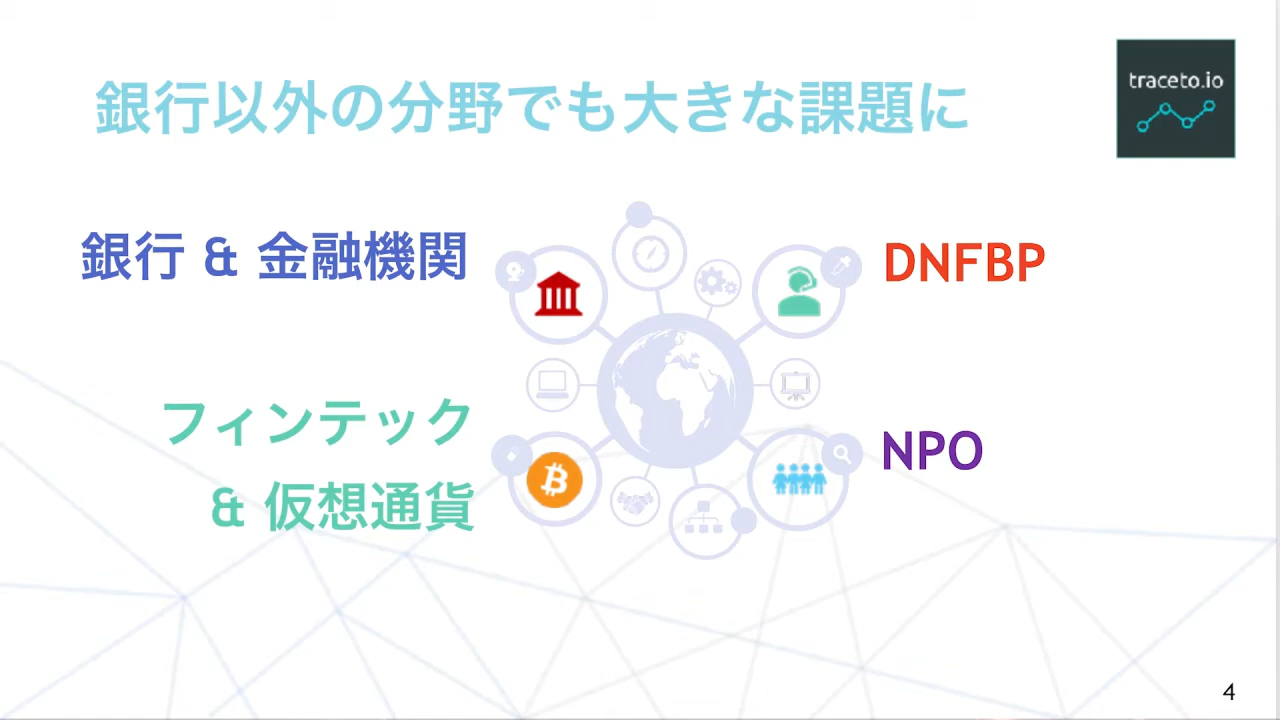 銀行以外の分野でも大きな課題に
traceto.io
銀行 & 金融機関
DNFBP
フィンテック
& 仮想通貨
NPO
4